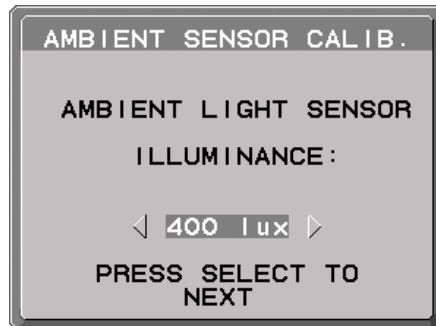 AMBIENT SENSOR CALIB.
AMBIENT LIGHT SENSOR
ILLUMINANCE:
400 lux
PRESS SELECT TO
NEXT